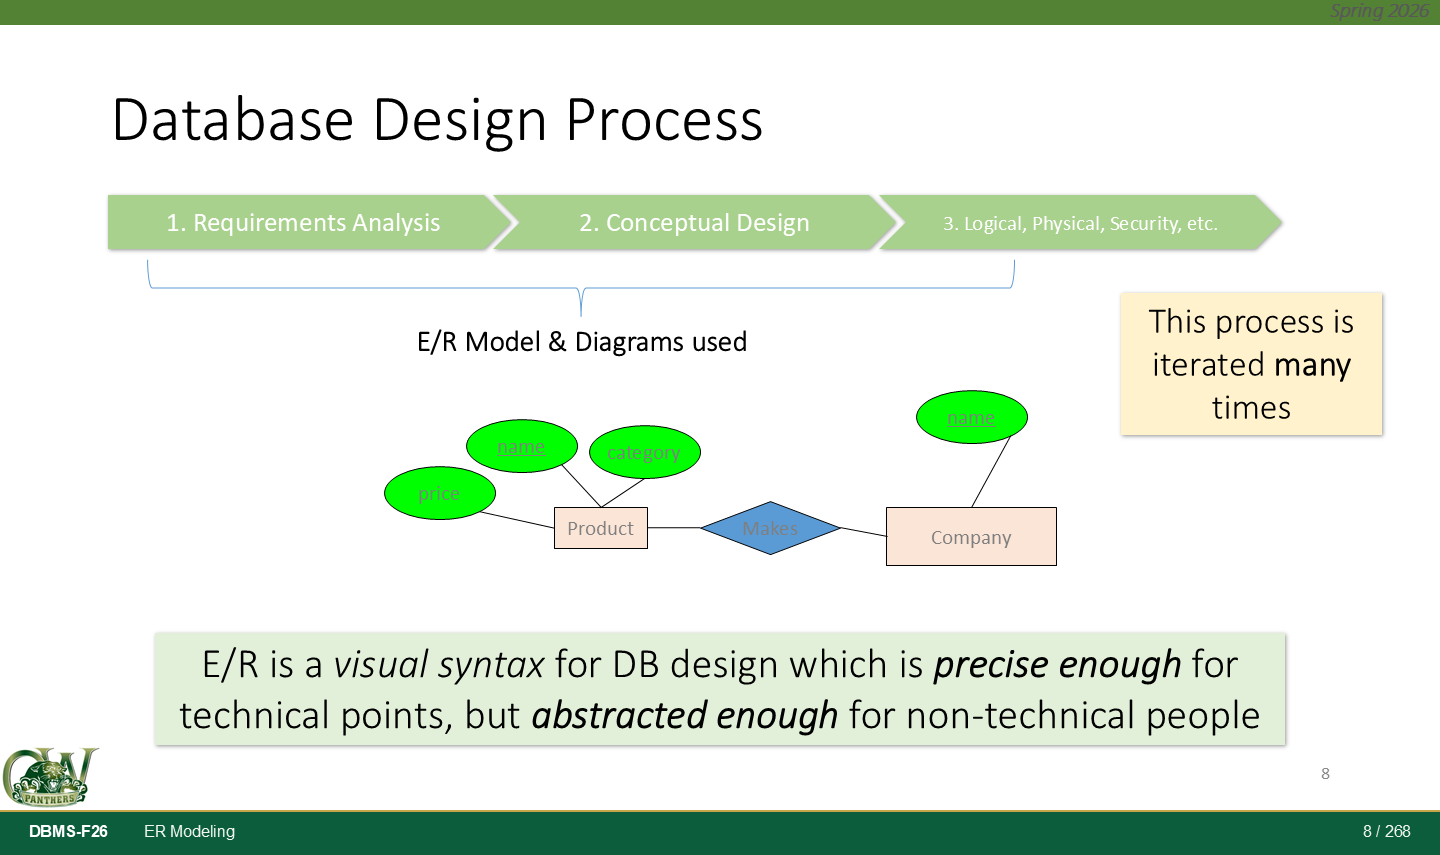 Spring 2026
Database Design Process
1. Requirements Analysis
2. Conceptual Design
3. Logical, Physical, Security, etc.
E/R Model & Diagrams used
This process is
iterated many
times
name
name
category
price
Product
Makes
Company
E/R is a visual syntax for DB design which is precise enough for
technical points, but abstracted enough for non-technical people
OW
PANTHERS
8
DBMS-F26
ER Modeling
8 / 268